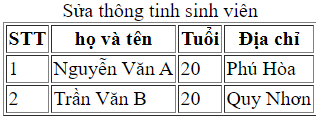 Sửa thông tinh sinh viên
STT họ và tên Tuổi Địa chỉ
1 Nguyễn Văn A 20 Phú Hòa
2 Trần Văn B 20 Quy Nhơn